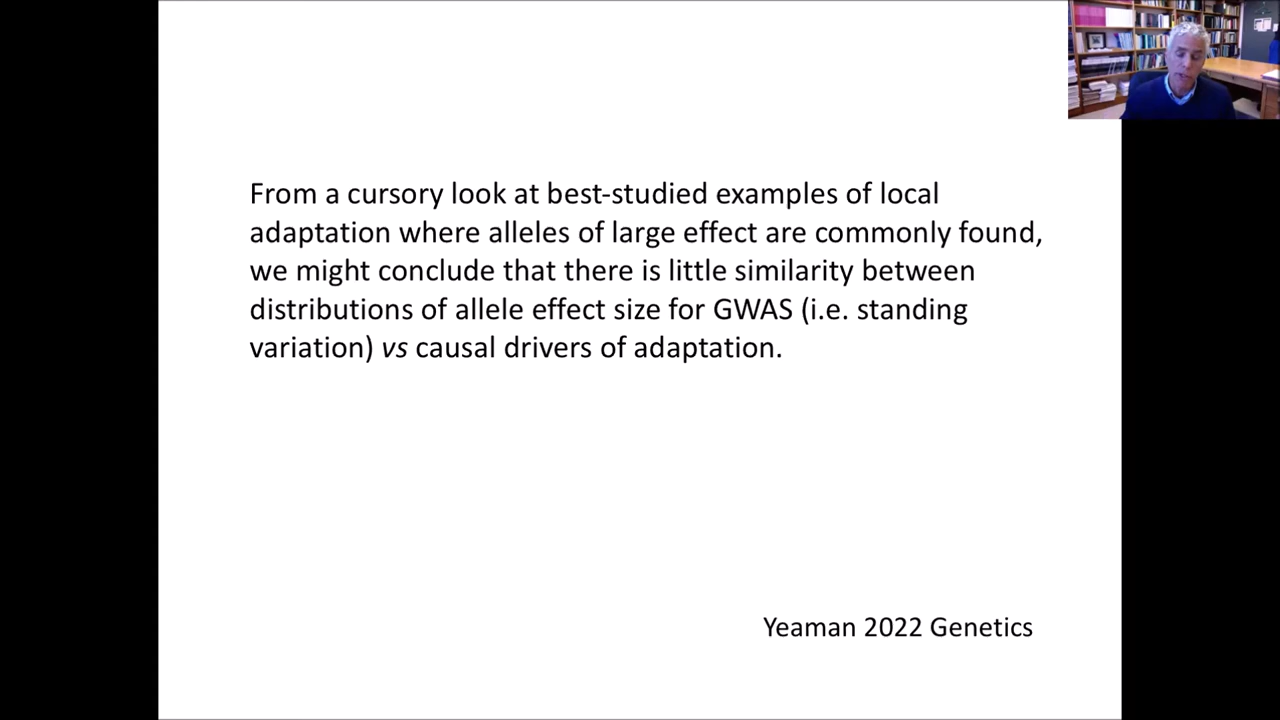 From a cursory look at best-studied examples of local
adaptation where alleles of large effect are commonly found,
we might conclude that there is little similarity between
distributions of allele effect size for GWAS (i.e. standing
variation) vs causal drivers of adaptation.
Yeaman 2022 Genetics